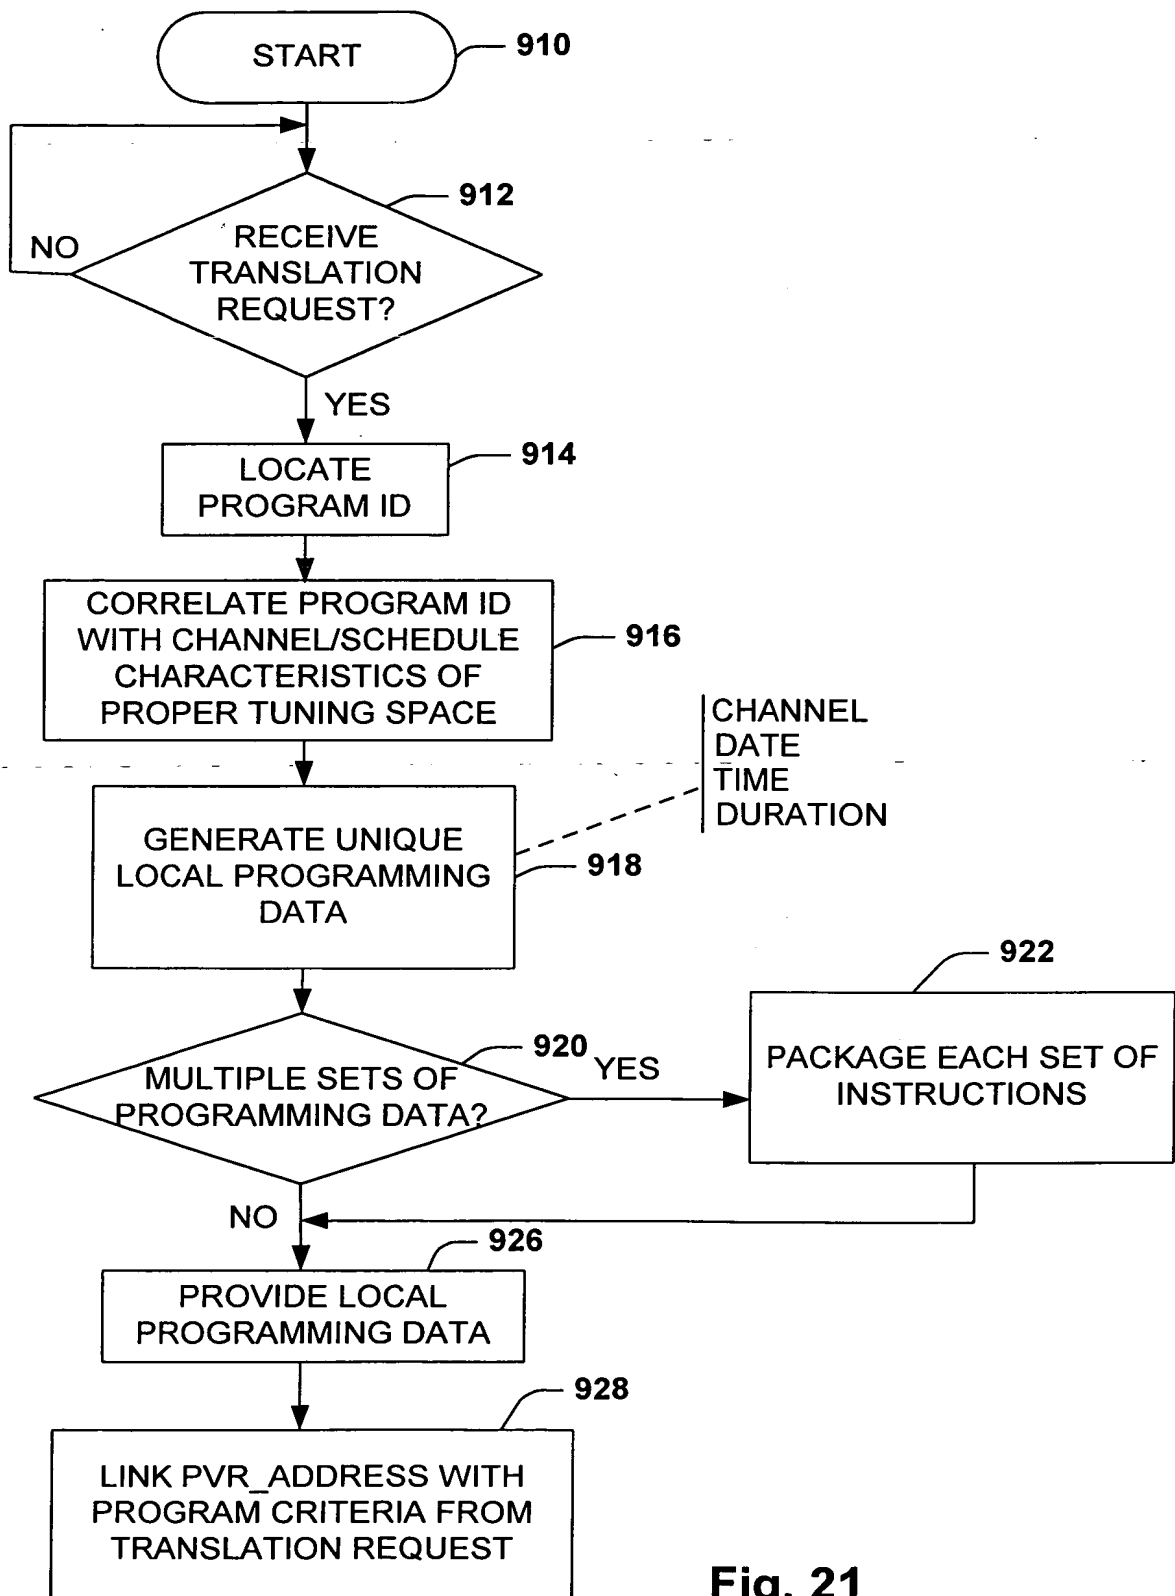 START
910
912
RECEIVE
TRANSLATION
REQUEST?
NO
YES
914
LOCATE
PROGRAM ID
CORRELATE PROGRAM ID
WITH CHANNEL/SCHEDULE
CHARACTERISTICS OF
PROPER TUNING SPACE
916
CHANNEL
DATE
TIME
DURATION
GENERATE UNIQUE
LOCAL PROGRAMMING
DATA
918
920
MULTIPLE SETS OF
PROGRAMMING DATA?
YES
922
PACKAGE EACH SET OF
INSTRUCTIONS
NO
926
PROVIDE LOCAL
PROGRAMMING DATA
928
LINK PVR_ADDRESS WITH
PROGRAM CRITERIA FROM
TRANSLATION REQUEST
Fig. 21